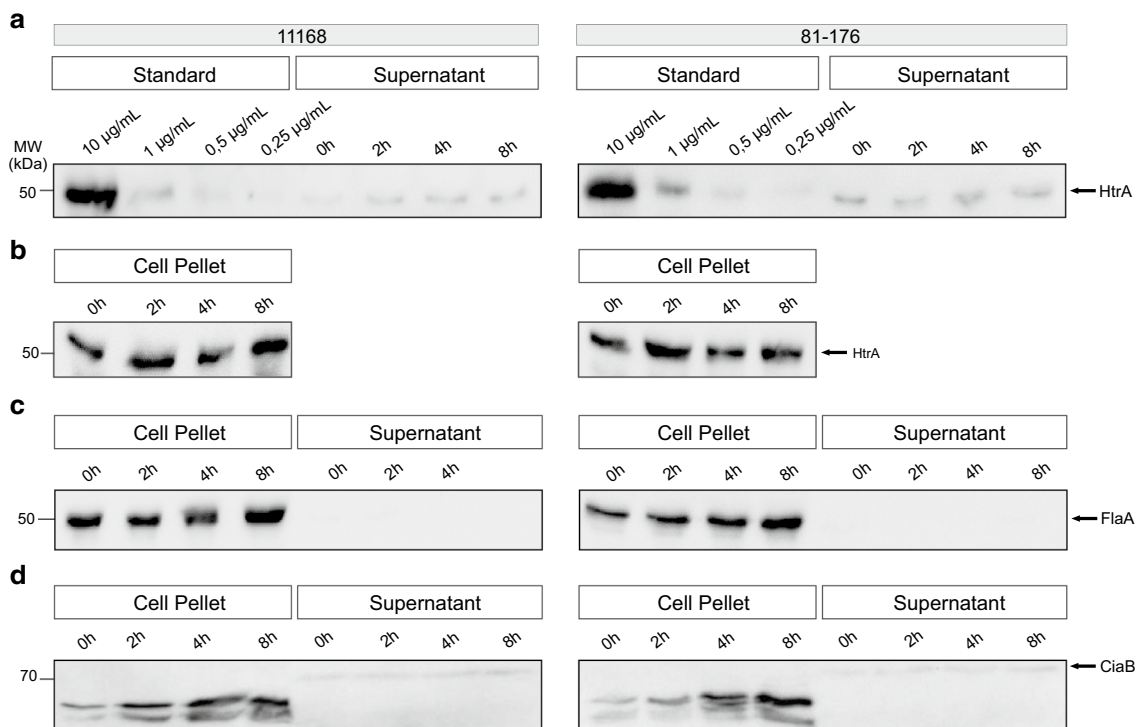 a
11168 81-176
Standard Supernatant Standard Supernatant
10 µg/mL 1 µg/mL 0,5 µg/mL 0,25 µg/mL 0h 2h 4h 8h 10 µg/mL 1 µg/mL 0,5 µg/mL 0,25 µg/mL 0h 2h 4h 8h
MW
(kDa)
50 HtrA
b
Cell Pellet Cell Pellet
0h 2h 4h 8h 0h 2h 4h 8h
50 HtrA
c
Cell Pellet Supernatant Cell Pellet Supernatant
0h 2h 4h 8h 0h 2h 4h 0h 2h 4h 8h 0h 2h 4h 8h
50 FlaA
d
Cell Pellet Supernatant Cell Pellet Supernatant
0h 2h 4h 8h 0h 2h 4h 8h 0h 2h 4h 8h 0h 2h 4h 8h
70 CiaB